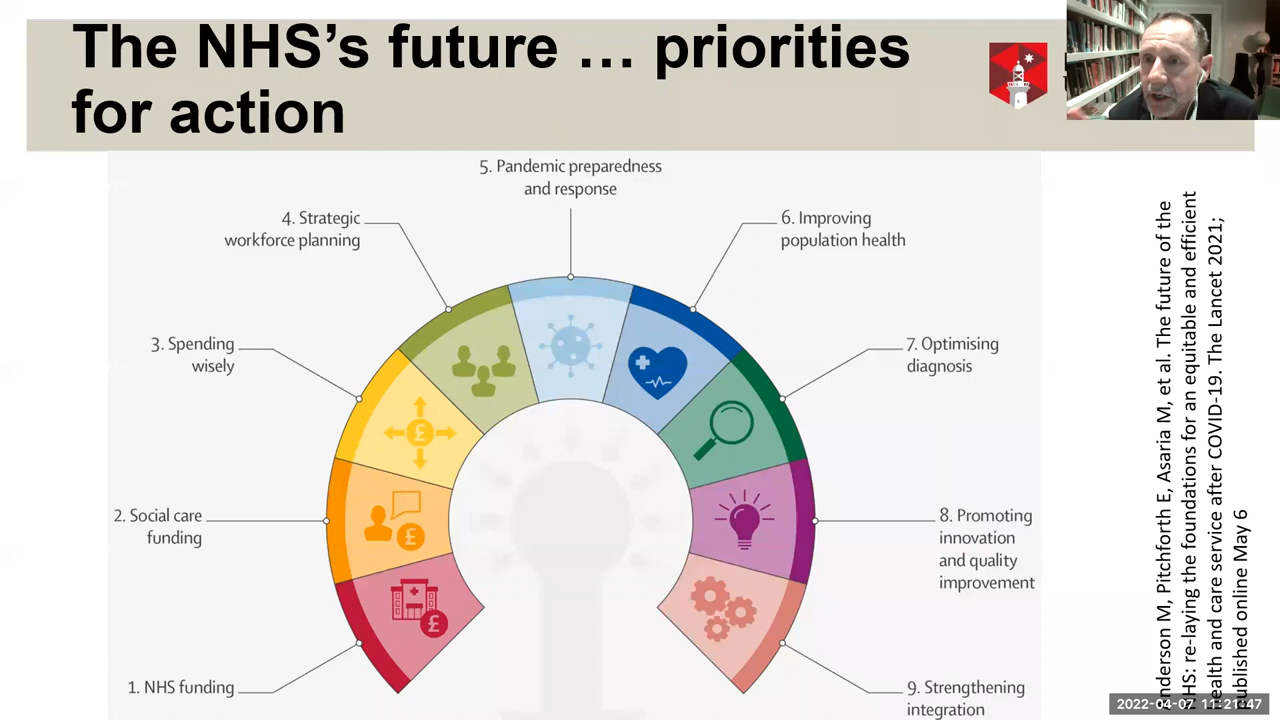 The NHS’s future … priorities
for action
5. Pandemic preparedness
and response
4. Strategic
workforce planning
6. Improving
population health
3. Spending
wisely
7. Optimising
diagnosis
2. Social care
funding
8. Promoting
innovation
and quality
improvement
1. NHS funding
9. Strengthening
integration
£
£
£
Anderson M, Pitchforth E, Asaria M, et al. The future of the
NHS: re-laying the foundations for an equitable and efficient
health and care service after COVID-19. The Lancet 2021;
published online May 6
2022-04-07 11:21:47